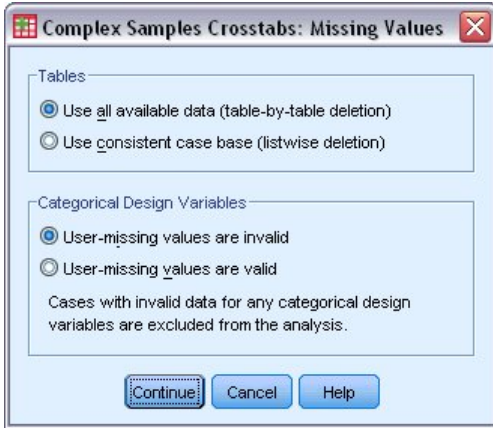 Complex Samples Crosstabs: Missing Values
Tables
Use all available data (table-by-table deletion)
Use consistent case base (listwise deletion)
Categorical Design Variables
User-missing values are invalid
User-missing values are valid
Cases with invalid data for any categorical design
variables are excluded from the analysis.
Continue Cancel Help